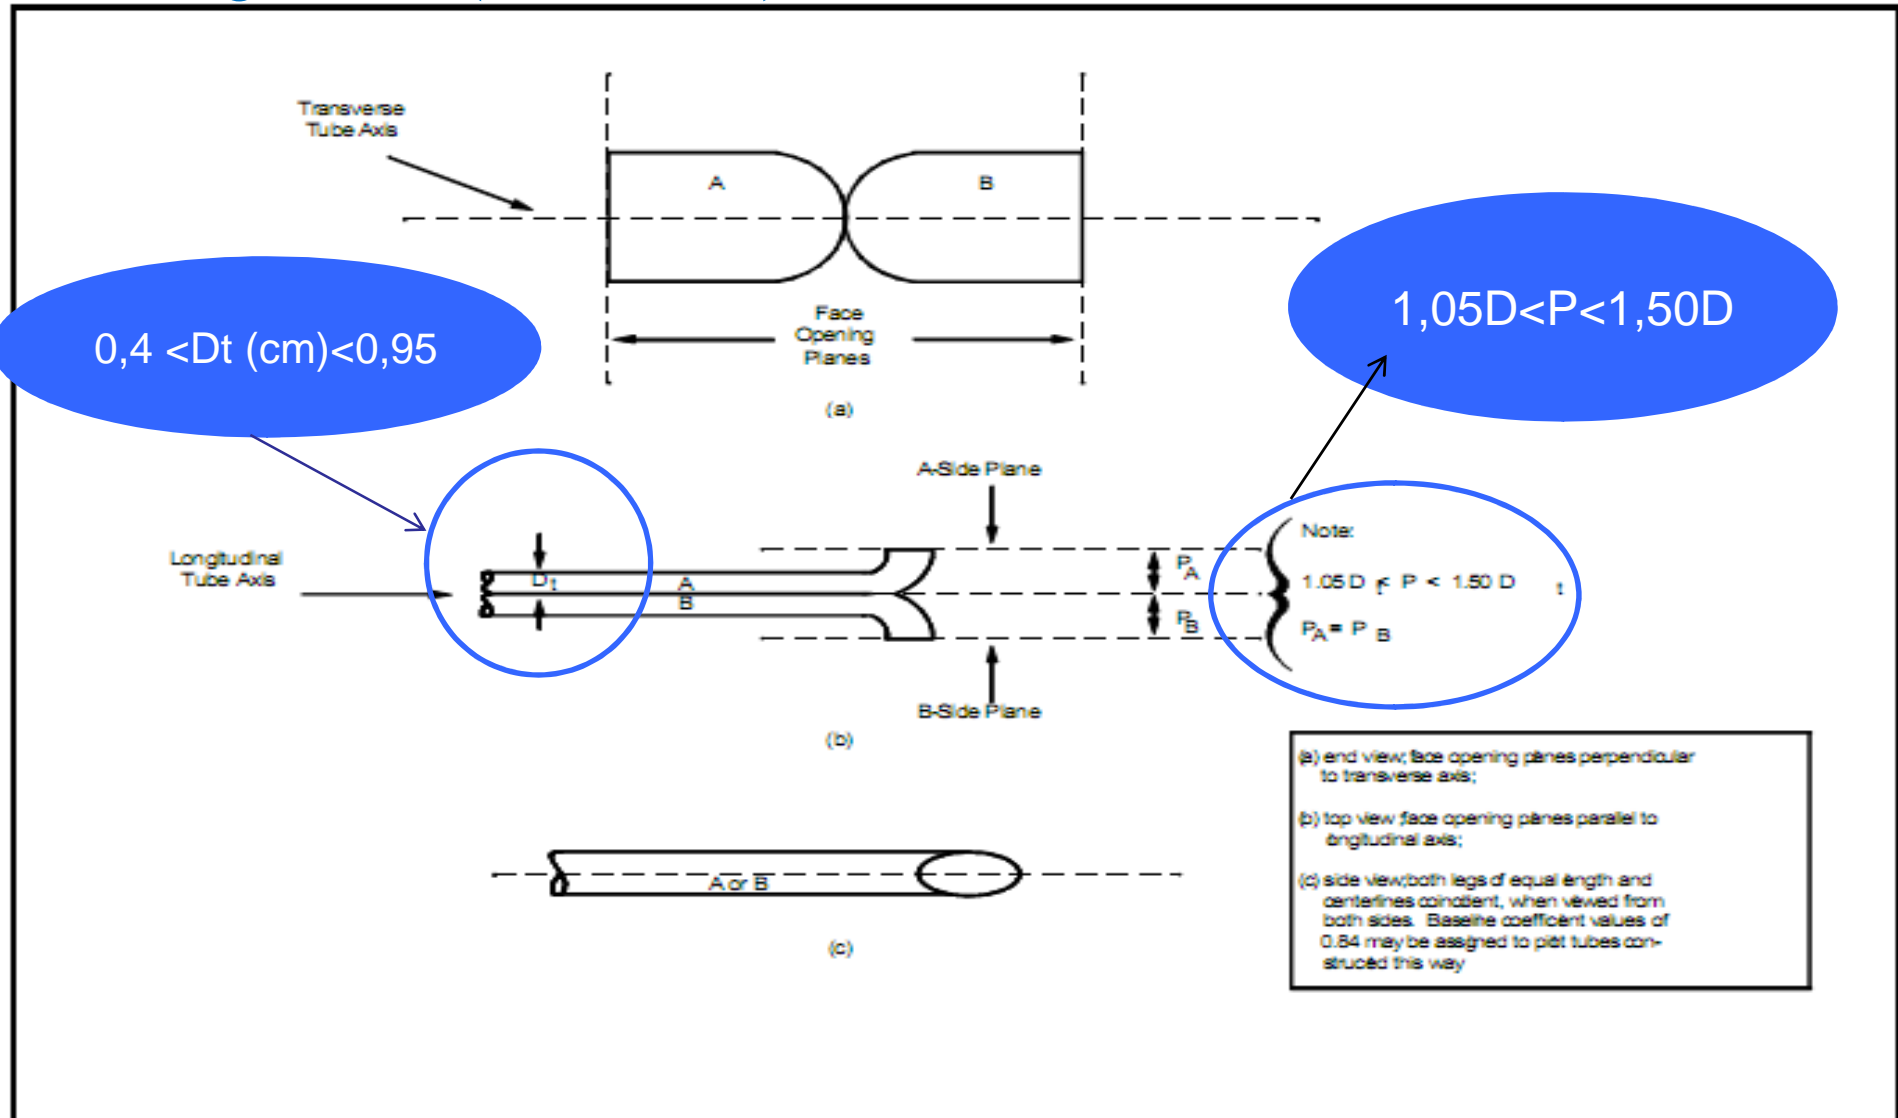 Transverse
Tube Axis
A
B
1,05D<P<1,50D
0,4 <Dt (cm)<0,95
Face
Opening
Planes
(a)
A-Side Plane
Note:
Longitudinal
Tube Axis
Dt
A
B
PA
1.05 Dt < P < 1.50 Dt
PB
PA = PB
B-Side Plane
(b)
(a) end view; face opening planes perpendicular
to transverse axis;
(b) top view; face opening planes parallel to
longitudinal axis;
A or B
(c) side view; both legs of equal length and
centerlines coincident, when viewed from
both sides. Baseline coefficient values of
0.84 may be assigned to pitot tubes con-
structed this way
(c)